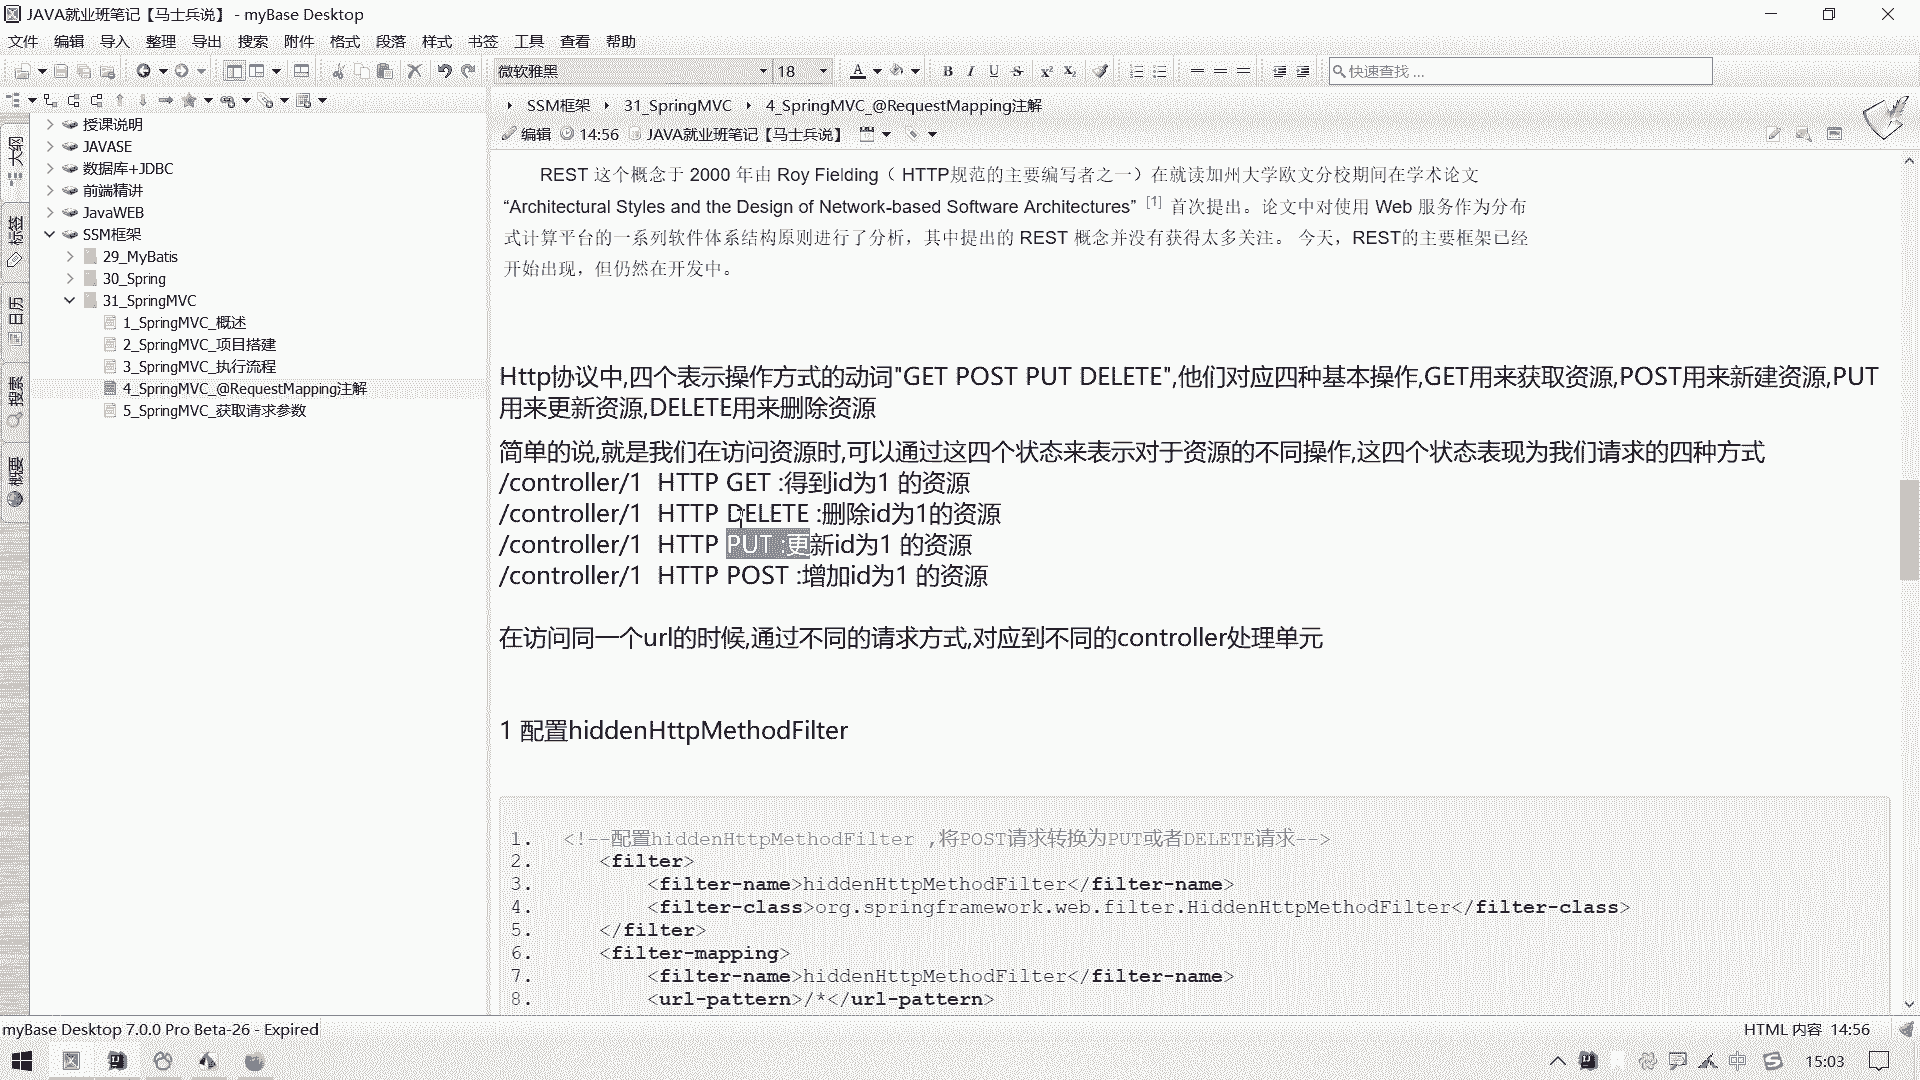 JAVA就业班笔记【马士兵说】 - myBase Desktop
文件 编辑 导入 整理 导出 搜索 附件 格式 段落 样式 书签 工具 查看 帮助
微软雅黑 18 A B I U S x² X₂ 快速查找 ...
SSM框架 31_SpringMVC 4_SpringMVC_@RequestMapping注解
编辑 14:56 JAVA就业班笔记【马士兵说】
大纲
标签
日历
搜索
概要
授课说明
JAVASE
数据库+JDBC
前端精讲
JavaWEB
SSM框架
29_MyBatis
30_Spring
31_SpringMVC
1_SpringMVC_概述
2_SpringMVC_项目搭建
3_SpringMVC_执行流程
4_SpringMVC_@RequestMapping注解
5_SpringMVC_获取请求参数
REST 这个概念于 2000 年由 Roy Fielding（ HTTP规范的主要编写者之一）在就读加州大学欧文分校期间在学术论文
“Architectural Styles and the Design of Network-based Software Architectures” [1] 首次提出。论文中对使用 Web 服务作为分布
式计算平台的一系列软件体系结构原则进行了分析，其中提出的 REST 概念并没有获得太多关注。 今天，REST的主要框架已经
开始出现，但仍然在开发中。
Http协议中,四个表示操作方式的动词"GET POST PUT DELETE",他们对应四种基本操作,GET用来获取资源,POST用来新建资源,PUT
用来更新资源,DELETE用来删除资源
简单的说,就是我们在访问资源时,可以通过这四个状态来表示对于资源的不同操作,这四个状态表现为我们请求的四种方式
/controller/1 HTTP GET :得到id为1 的资源
/controller/1 HTTP DELETE :删除id为1的资源
/controller/1 HTTP PUT :更新id为1 的资源
/controller/1 HTTP POST :增加id为1 的资源
在访问同一个url的时候,通过不同的请求方式,对应到不同的controller处理单元
1 配置hiddenHttpMethodFilter
1. <!--配置hiddenHttpMethodFilter ,将POST请求转换为PUT或者DELETE请求-->
2. <filter>
3. <filter-name>hiddenHttpMethodFilter</filter-name>
4. <filter-class>org.springframework.web.filter.HiddenHttpMethodFilter</filter-class>
5. </filter>
6. <filter-mapping>
7. <filter-name>hiddenHttpMethodFilter</filter-name>
8. <url-pattern>/*</url-pattern>
myBase Desktop 7.0.0 Pro Beta-26 - Expired HTML 内容 14:56
中 15:03